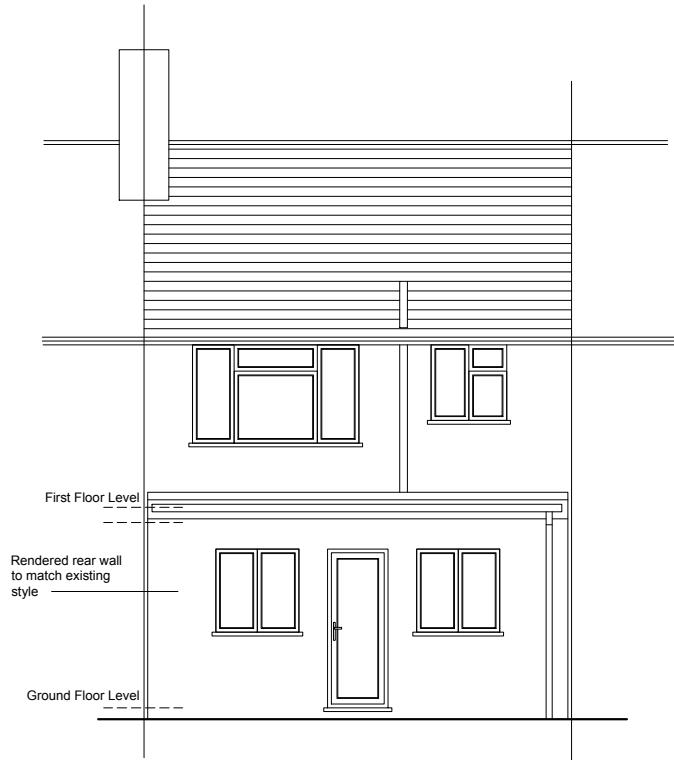 First Floor Level
Rendered rear wall
to match existing
style
Ground Floor Level